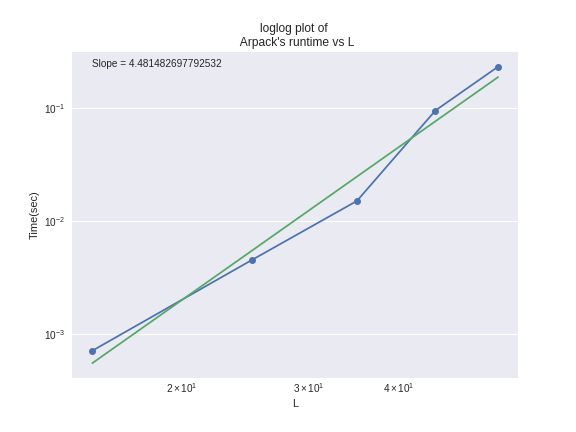 loglog plot of
Arpack's runtime vs L
Slope = 4.481482697792532
10⁻¹
10⁻²
10⁻³
Time(sec)
2 × 10¹ 3 × 10¹ 4 × 10¹
L